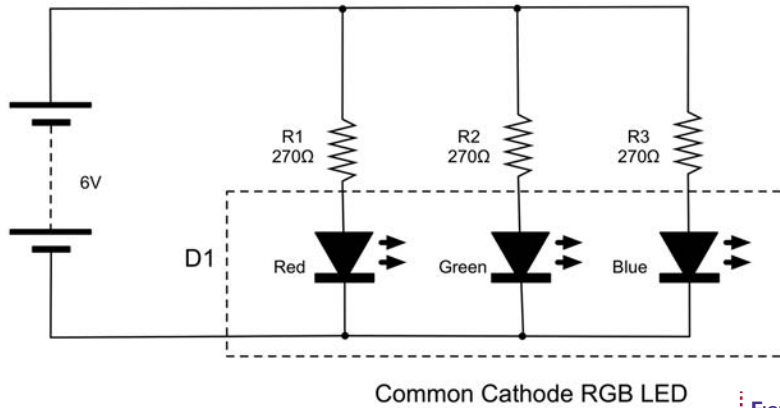 R1
270Ω
R2
270Ω
R3
270Ω
6V
D1
Red
Green
Blue
Common Cathode RGB LED